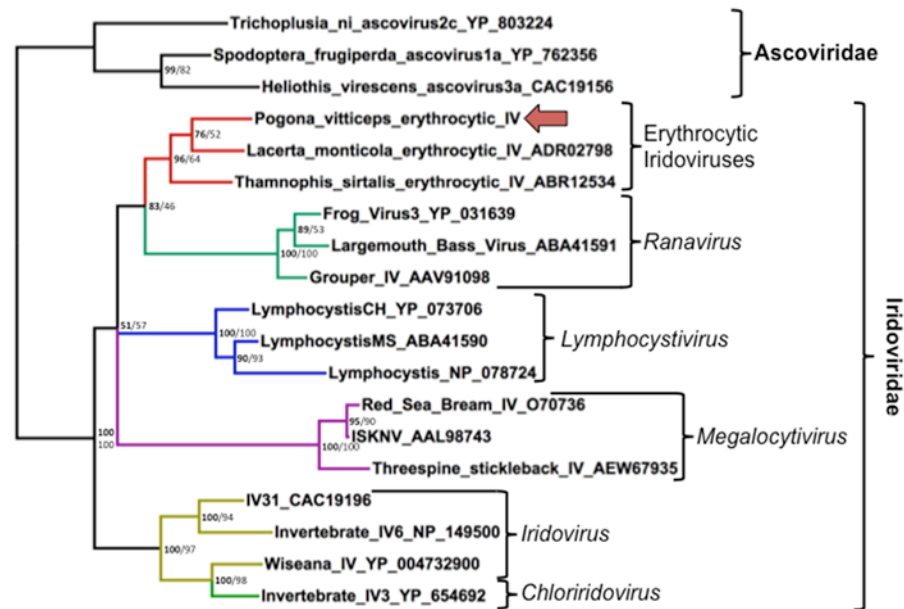 Trichoplusia_ni_ascovirus2c_YP_803224
Spodoptera_frugiperda_ascovirus1a_YP_762356
99/82
Heliothis_virescens_ascovirus3a_CAC19156
Ascoviridae
Pogona_vitticeps_erythrocytic_IV
76/52
Lacerta_monticola_erythrocytic_IV_ADR02798
96/64
Thamnophis_sirtalis_erythrocytic_IV_ABR12534
Erythrocytic
Iridoviruses
83/46
Frog_Virus3_YP_031639
89/53
Largemouth_Bass_Virus_ABA41591
100/100
Grouper_IV_AAV91098
Ranavirus
LymphocystisCH_YP_073706
51/57
100/100
LymphocystisMS_ABA41590
90/93
Lymphocystis_NP_078724
Lymphocystivirus
Red_Sea_Bream_IV_O70736
95/90
ISKNV_AAL98743
100/100
Threespine_stickleback_IV_AEW67935
Megalocytivirus
100
100
IV31_CAC19196
100/94
Invertebrate_IV6_NP_149500
Iridovirus
100/97
Wiseana_IV_YP_004732900
100/98
Invertebrate_IV3_YP_654692
Chloriridovirus
Iridoviridae